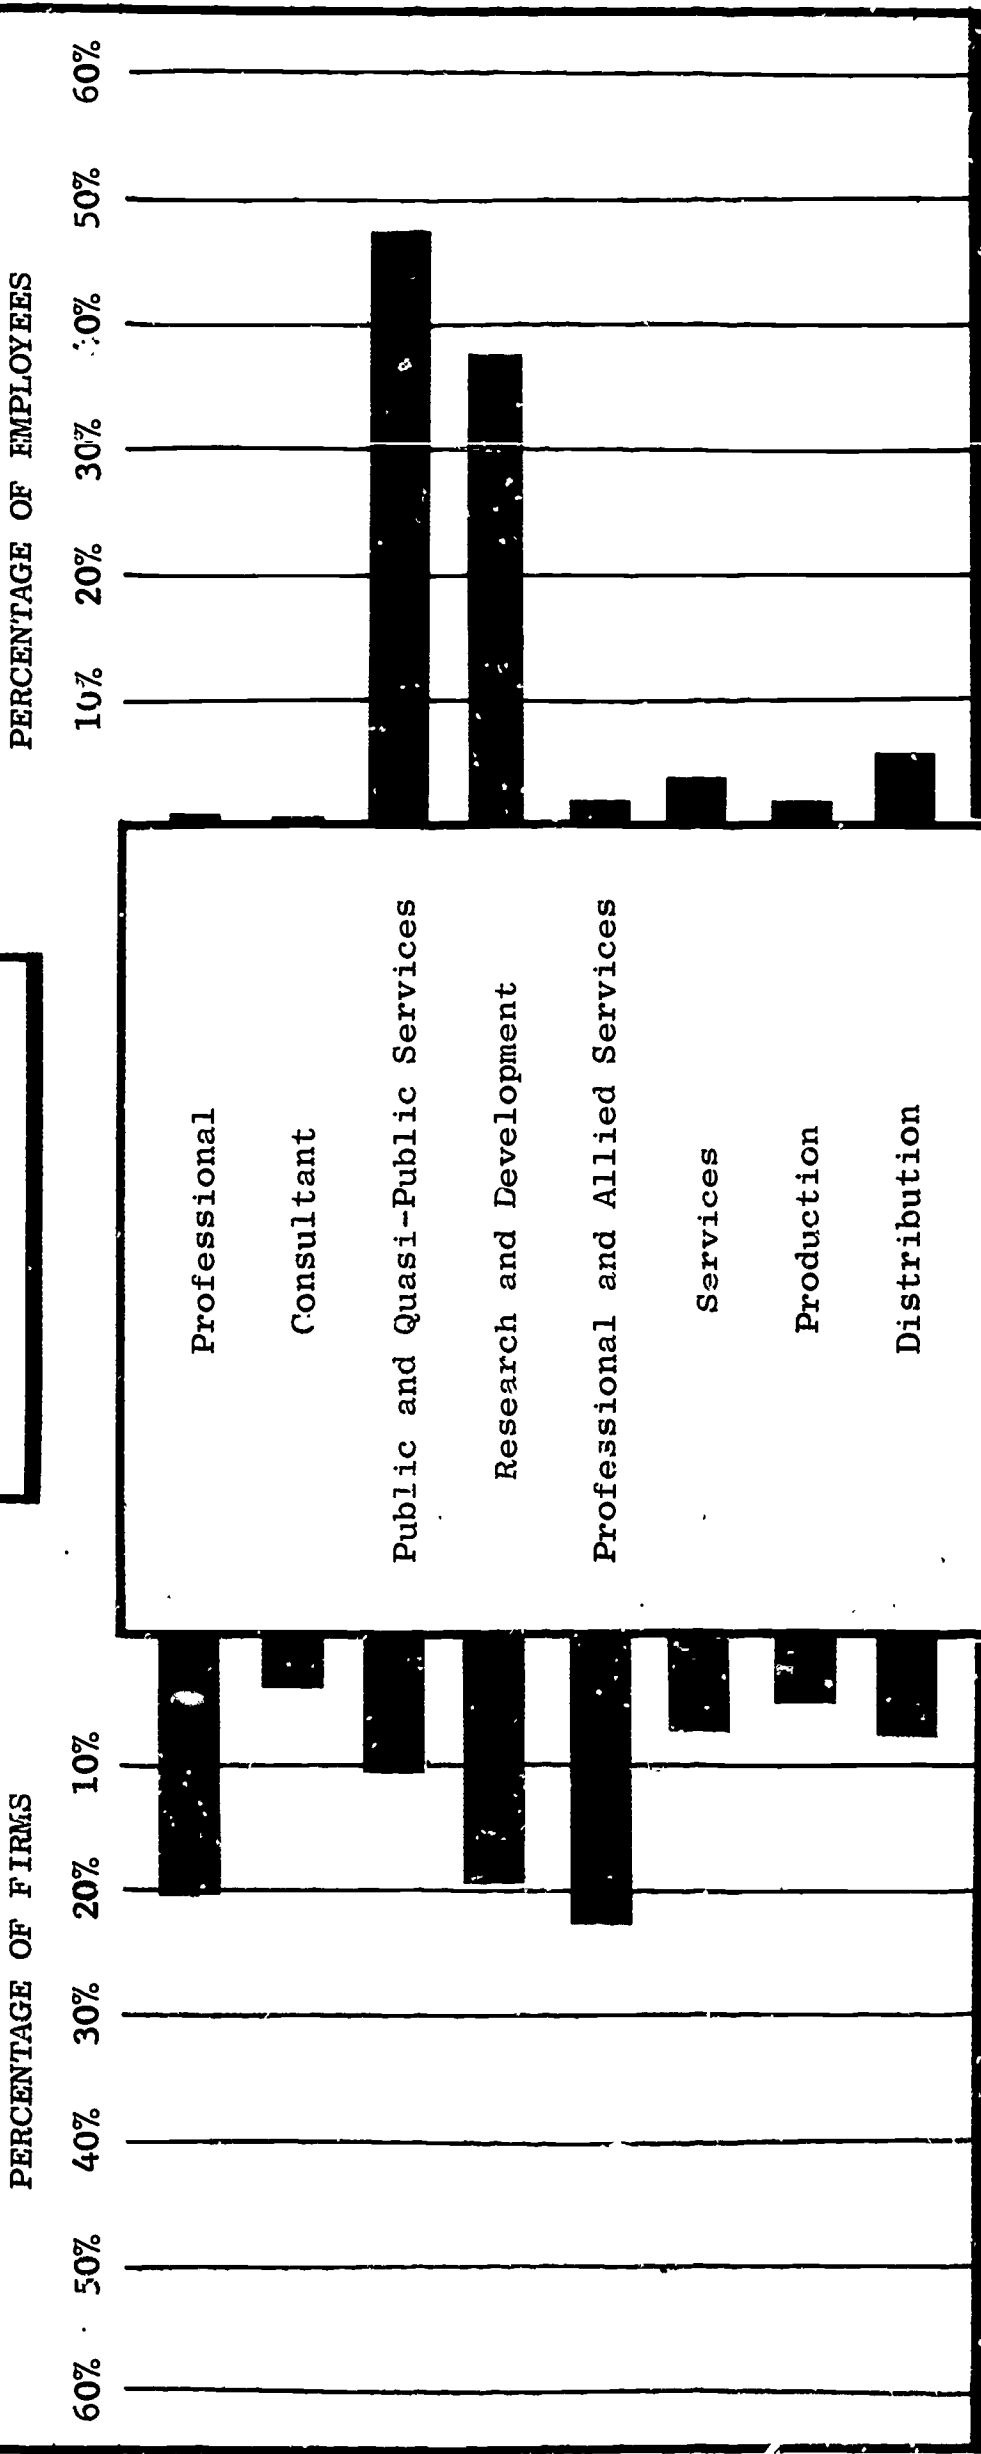 PERCENTAGE OF FIRMS
PERCENTAGE OF EMPLOYEES
60% 50% 40% 30% 20% 10%
10% 20% 30% 40% 50% 60%
Professional
Consultant
Public and Quasi-Public Services
Research and Development
Professional and Allied Services
Services
Production
Distribution